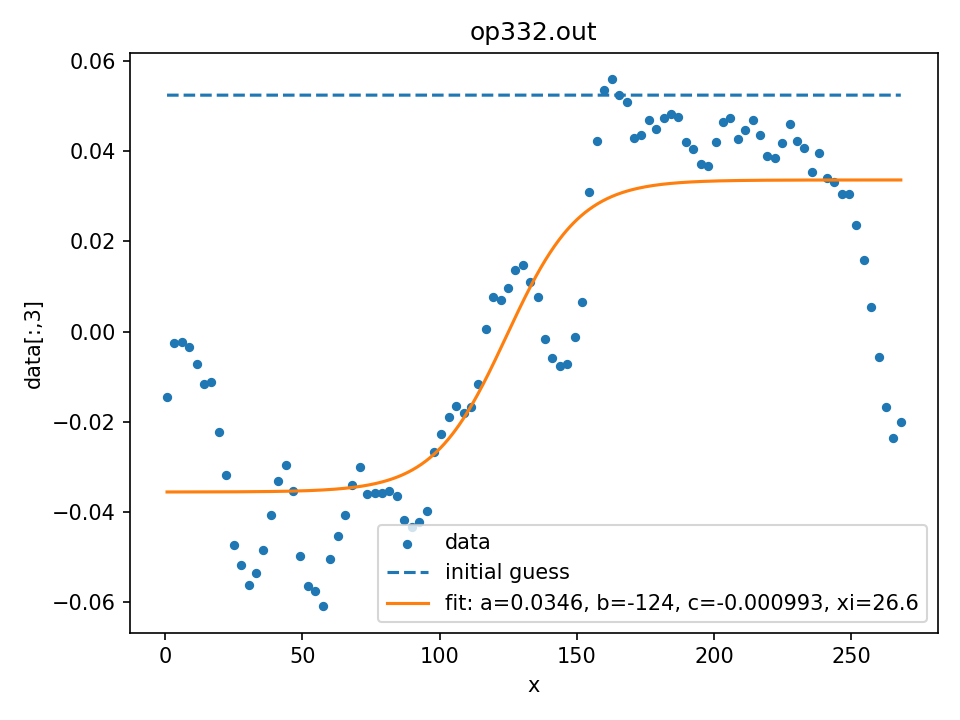 op332.out
0.06
0.04
0.02
0.00
−0.02
−0.04
−0.06
data[:,3]
data
initial guess
fit: a=0.0346, b=-124, c=-0.000993, xi=26.6
0 50 100 150 200 250
x